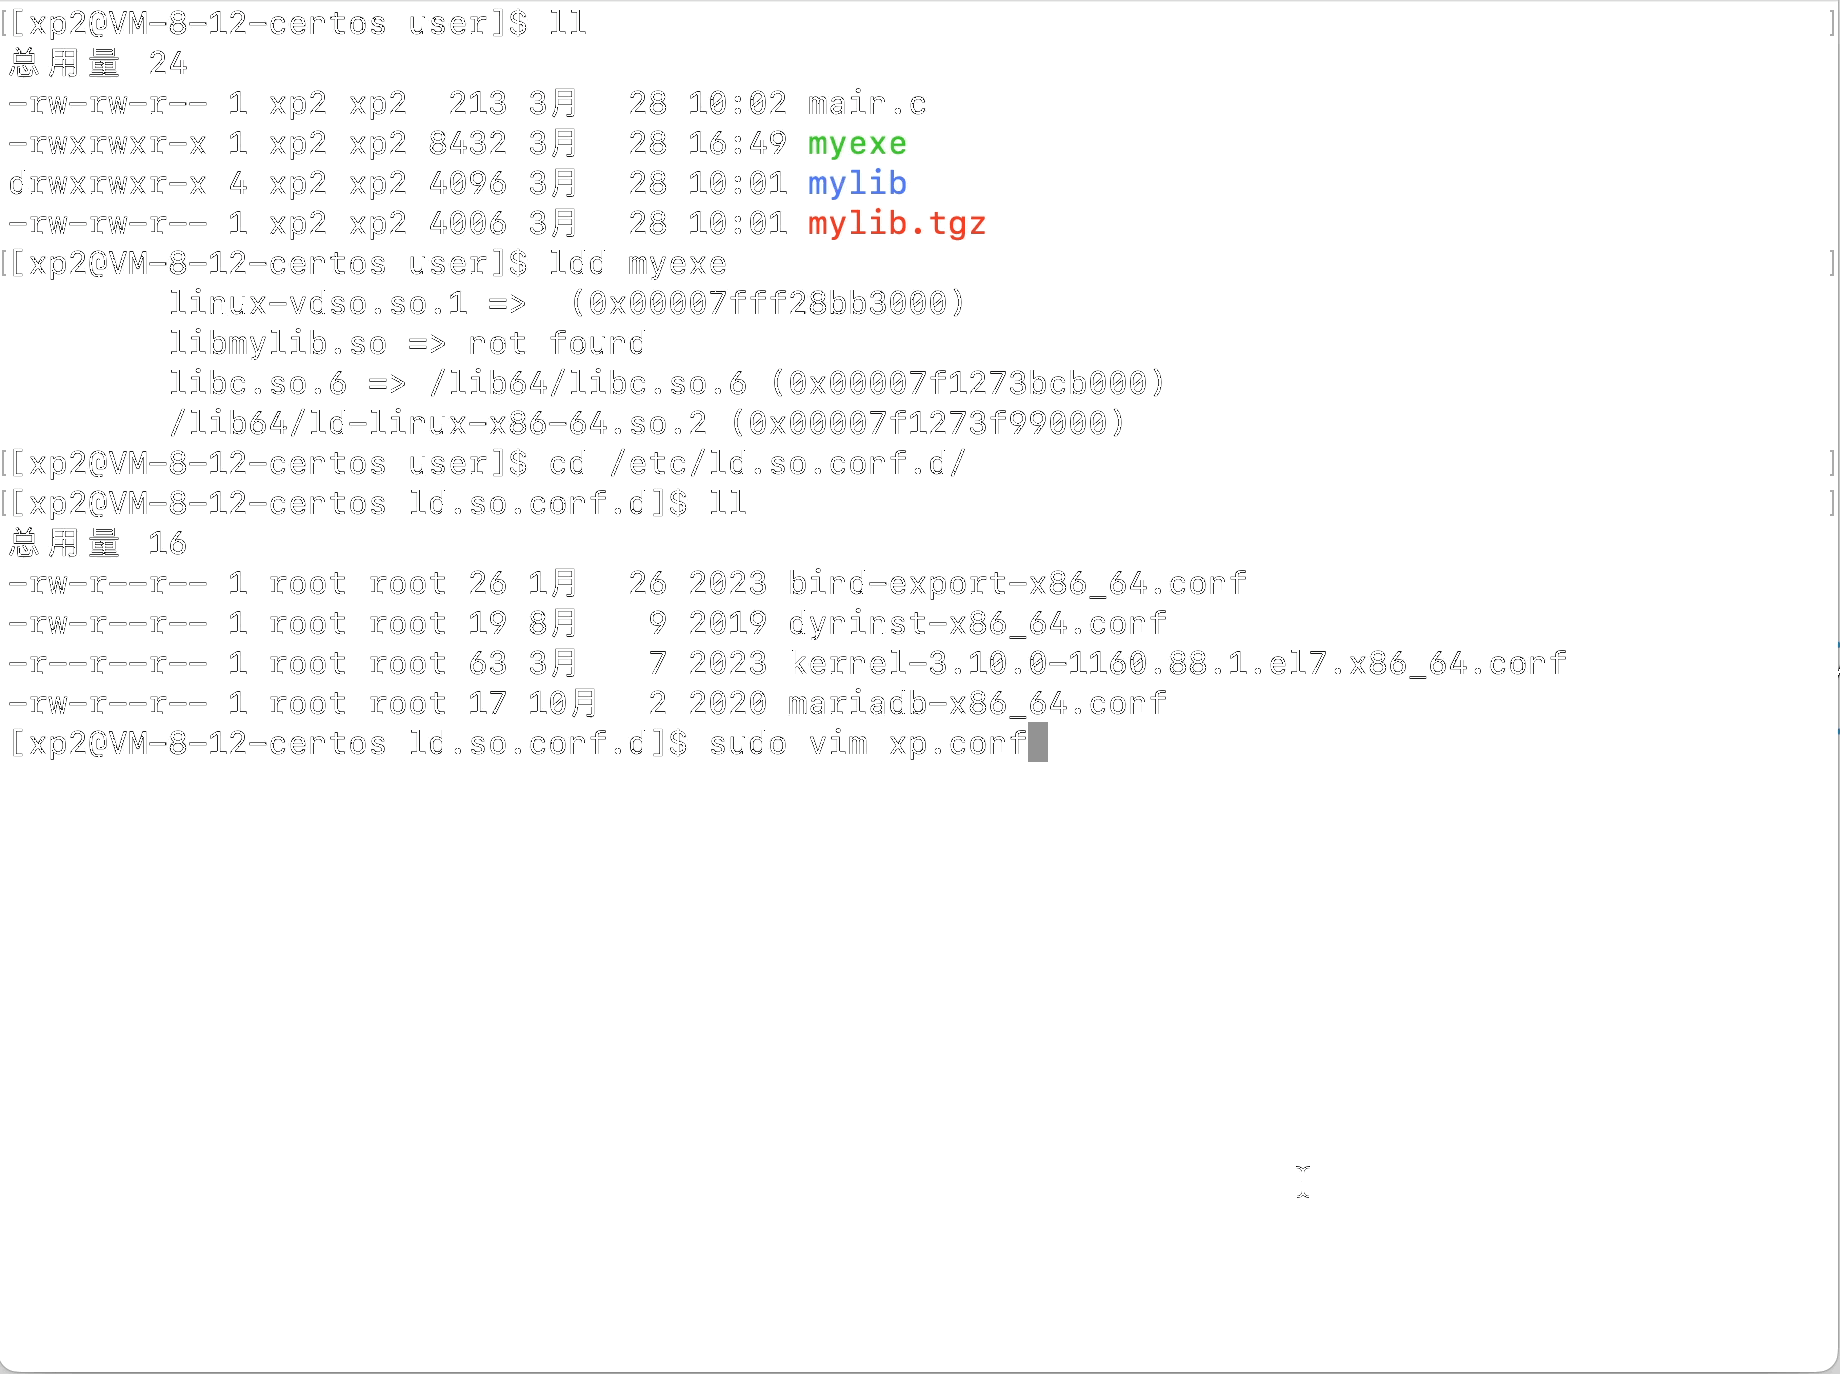 [[xp2@VM-8-12-centos user]$ ll ]
总用量 24
-rw-rw-r-- 1 xp2 xp2  213 3月  28 10:02 main.c
-rwxrwxr-x 1 xp2 xp2 8432 3月  28 16:49 myexe
drwxrwxr-x 4 xp2 xp2 4096 3月  28 10:01 mylib
-rw-rw-r-- 1 xp2 xp2 4006 3月  28 10:01 mylib.tgz
[[xp2@VM-8-12-centos user]$ ldd myexe ]
linux-vdso.so.1 =>  (0x00007fff28bb3000)
libmylib.so => not found
libc.so.6 => /lib64/libc.so.6 (0x00007f1273bcb000)
/lib64/ld-linux-x86-64.so.2 (0x00007f1273f99000)
[[xp2@VM-8-12-centos user]$ cd /etc/ld.so.conf.d/ ]
[[xp2@VM-8-12-centos ld.so.conf.d]$ ll ]
总用量 16
-rw-r--r-- 1 root root 26 1月  26 2023 bind-export-x86_64.conf
-rw-r--r-- 1 root root 19 8月   9 2019 dyninst-x86_64.conf
-r--r--r-- 1 root root 63 3月   7 2023 kernel-3.10.0-1160.88.1.el7.x86_64.conf
-rw-r--r-- 1 root root 17 10月  2 2020 mariadb-x86_64.conf
[xp2@VM-8-12-centos ld.so.conf.d]$ sudo vim xp.conf